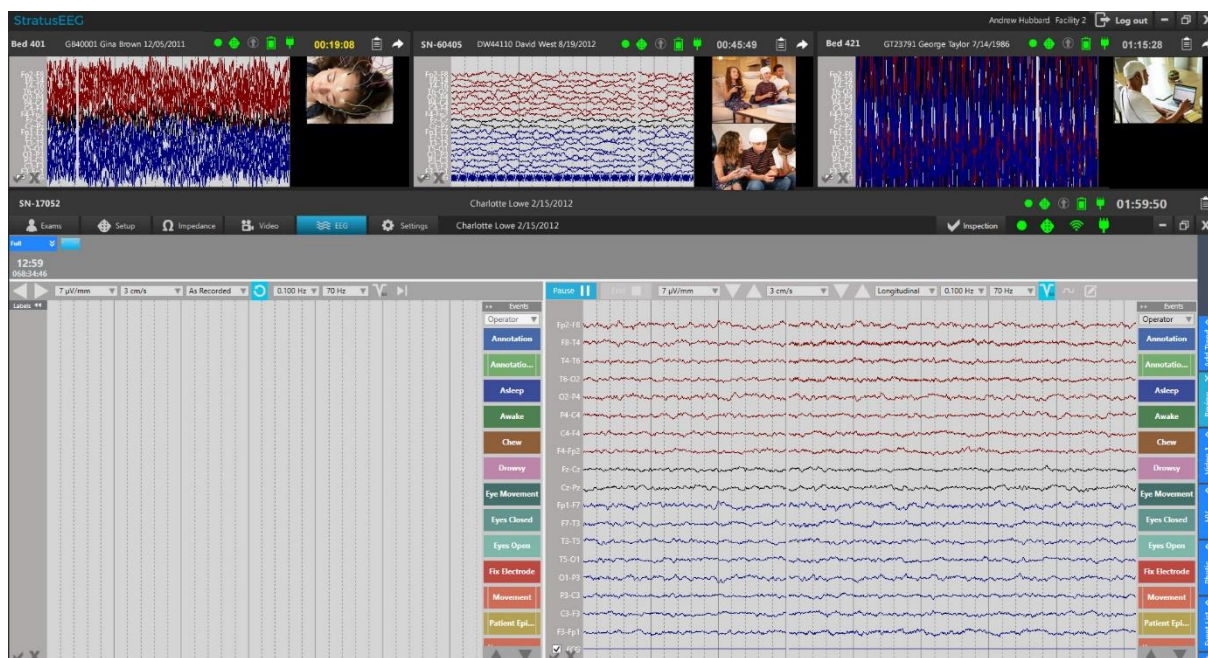 StratusEEG
Andrew Hubbard Facility 2 Log out
Bed 401 G840001 Gina Brown 12/05/2011 00:19:08
SN-60405 DW44110 David West 8/19/2012 00:45:49
Bed 421 GT23791 George Taylor 7/14/1986 01:15:28
SN-17052 Charlotte Lowe 2/15/2012 01:59:50
Exams Setup Impedance Video EEG Settings Charlotte Lowe 2/15/2012 Inspection
Full
12:59
068:34:46
7 µV/mm 3 cm/s As Recorded 0.100 Hz 70 Hz
Pause End 7 µV/mm 3 cm/s Longitudinal 0.100 Hz 70 Hz
Labels
Events
Operator
Annotation
Annotatio...
Asleep
Awake
Chew
Drowsy
Eye Movement
Eyes Closed
Eyes Open
Fix Electrode
Movement
Patient Epi...
Fp2-F8
F8-T4
T4-T6
T6-O2
O2-P4
P4-C4
C4-F4
F4-Fp2
Fz-Cz
Cz-Pz
Fp1-F7
F7-T3
T3-T5
T5-O1
O1-P3
P3-C3
C3-F3
F3-Fp1
ECG
Events
Operator
Annotation
Annotatio...
Asleep
Awake
Chew
Drowsy
Eye Movement
Eyes Closed
Eyes Open
Fix Electrode
Movement
Patient Epi...